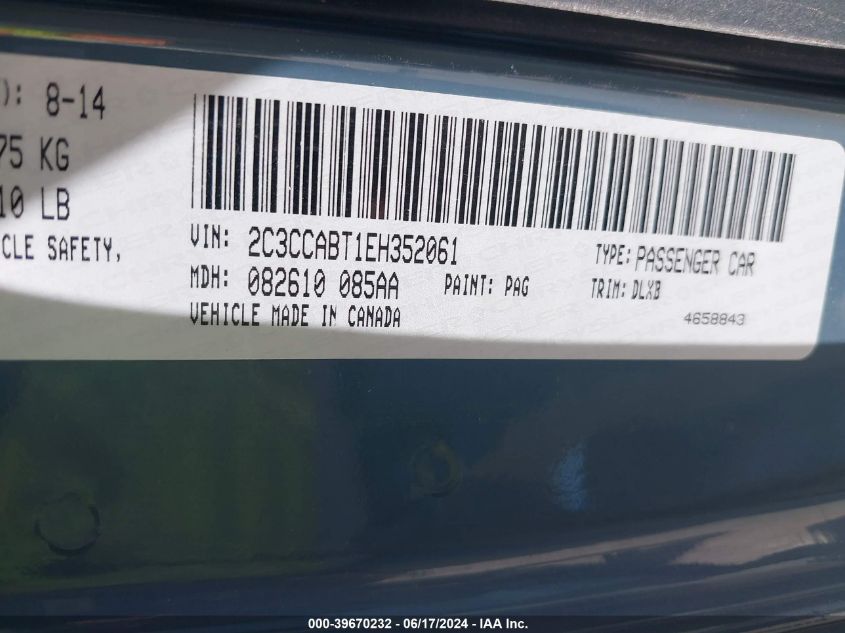 ): 8-14
75 KG
10 LB
CLE SAFETY,
VIN: 2C3CCABT1EH352061
TYPE: PASSENGER CAR
MDH: 082610 085AA
PAINT: PAG
TRIM: DLXB
VEHICLE MADE IN CANADA
4658843
000-39670232 - 06/17/2024 - IAA Inc.